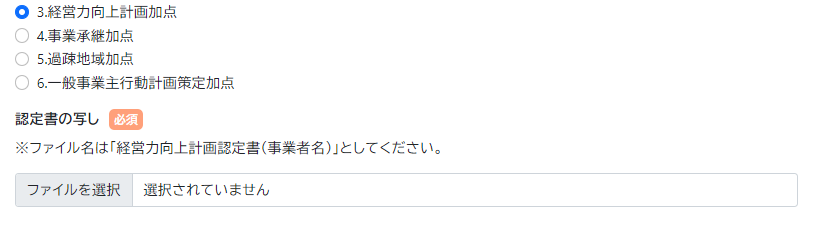 3.経営力向上計画加点
4.事業承継加点
5.過疎地域加点
6.一般事業主行動計画策定加点
認定書の写し 必須
※ファイル名は「経営力向上計画認定書(事業者名)」としてください。
ファイルを選択 選択されていません